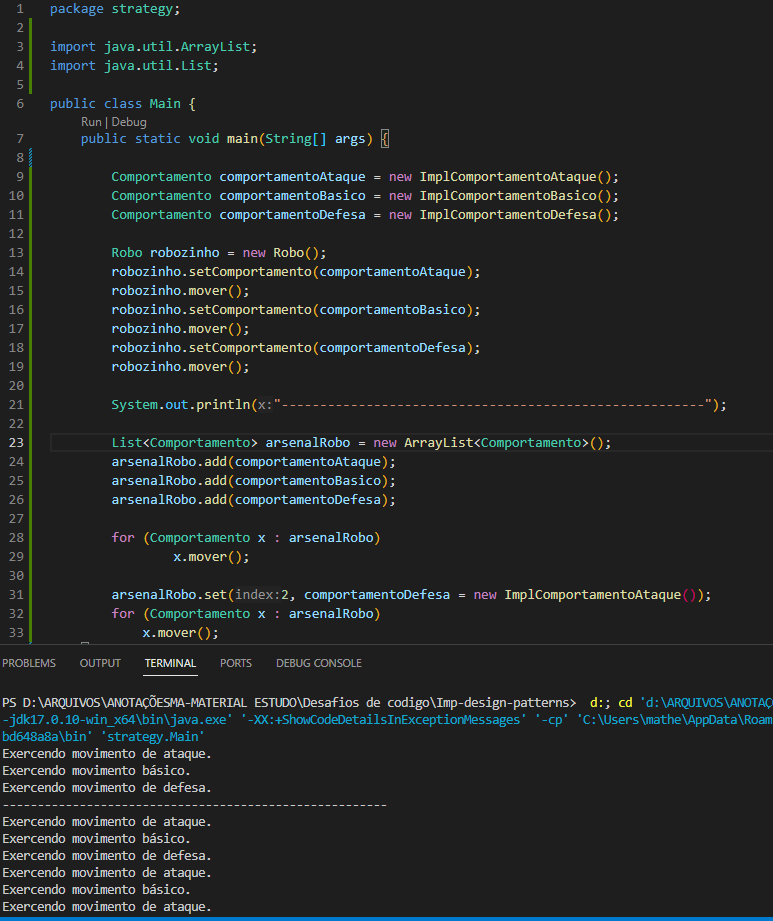 1 package strategy;
2
3 import java.util.ArrayList;
4 import java.util.List;
5
6 public class Main {
Run | Debug
7 public static void main(String[] args) {
8
9 Comportamento comportamentoAtaque = new ImplComportamentoAtaque();
10 Comportamento comportamentoBasico = new ImplComportamentoBasico();
11 Comportamento comportamentoDefesa = new ImplComportamentoDefesa();
12
13 Robo robozinho = new Robo();
14 robozinho.setComportamento(comportamentoAtaque);
15 robozinho.mover();
16 robozinho.setComportamento(comportamentoBasico);
17 robozinho.mover();
18 robozinho.setComportamento(comportamentoDefesa);
19 robozinho.mover();
20
21 System.out.println(x:"-------------------------------------------------------");
22
23 List<Comportamento> arsenalRobo = new ArrayList<Comportamento>();
24 arsenalRobo.add(comportamentoAtaque);
25 arsenalRobo.add(comportamentoBasico);
26 arsenalRobo.add(comportamentoDefesa);
27
28 for (Comportamento x : arsenalRobo)
29 x.mover();
30
31 arsenalRobo.set(index:2, comportamentoDefesa = new ImplComportamentoAtaque());
32 for (Comportamento x : arsenalRobo)
33 x.mover();
PROBLEMS OUTPUT TERMINAL PORTS DEBUG CONSOLE
PS D:\ARQUIVOS\ANOTAÇÕESMA-MATERIAL ESTUDO\Desafios de codigo\Imp-design-patterns> d:; cd 'd:\ARQUIVOS\ANOTAÇ
-jdk17.0.10-win_x64\bin\java.exe' '-XX:+ShowCodeDetailsInExceptionMessages' '-cp' 'C:\Users\mathe\AppData\Roam
bd648a8a\bin' 'strategy.Main'
Exercendo movimento de ataque.
Exercendo movimento básico.
Exercendo movimento de defesa.
-------------------------------------------------------
Exercendo movimento de ataque.
Exercendo movimento básico.
Exercendo movimento de defesa.
Exercendo movimento de ataque.
Exercendo movimento básico.
Exercendo movimento de ataque.